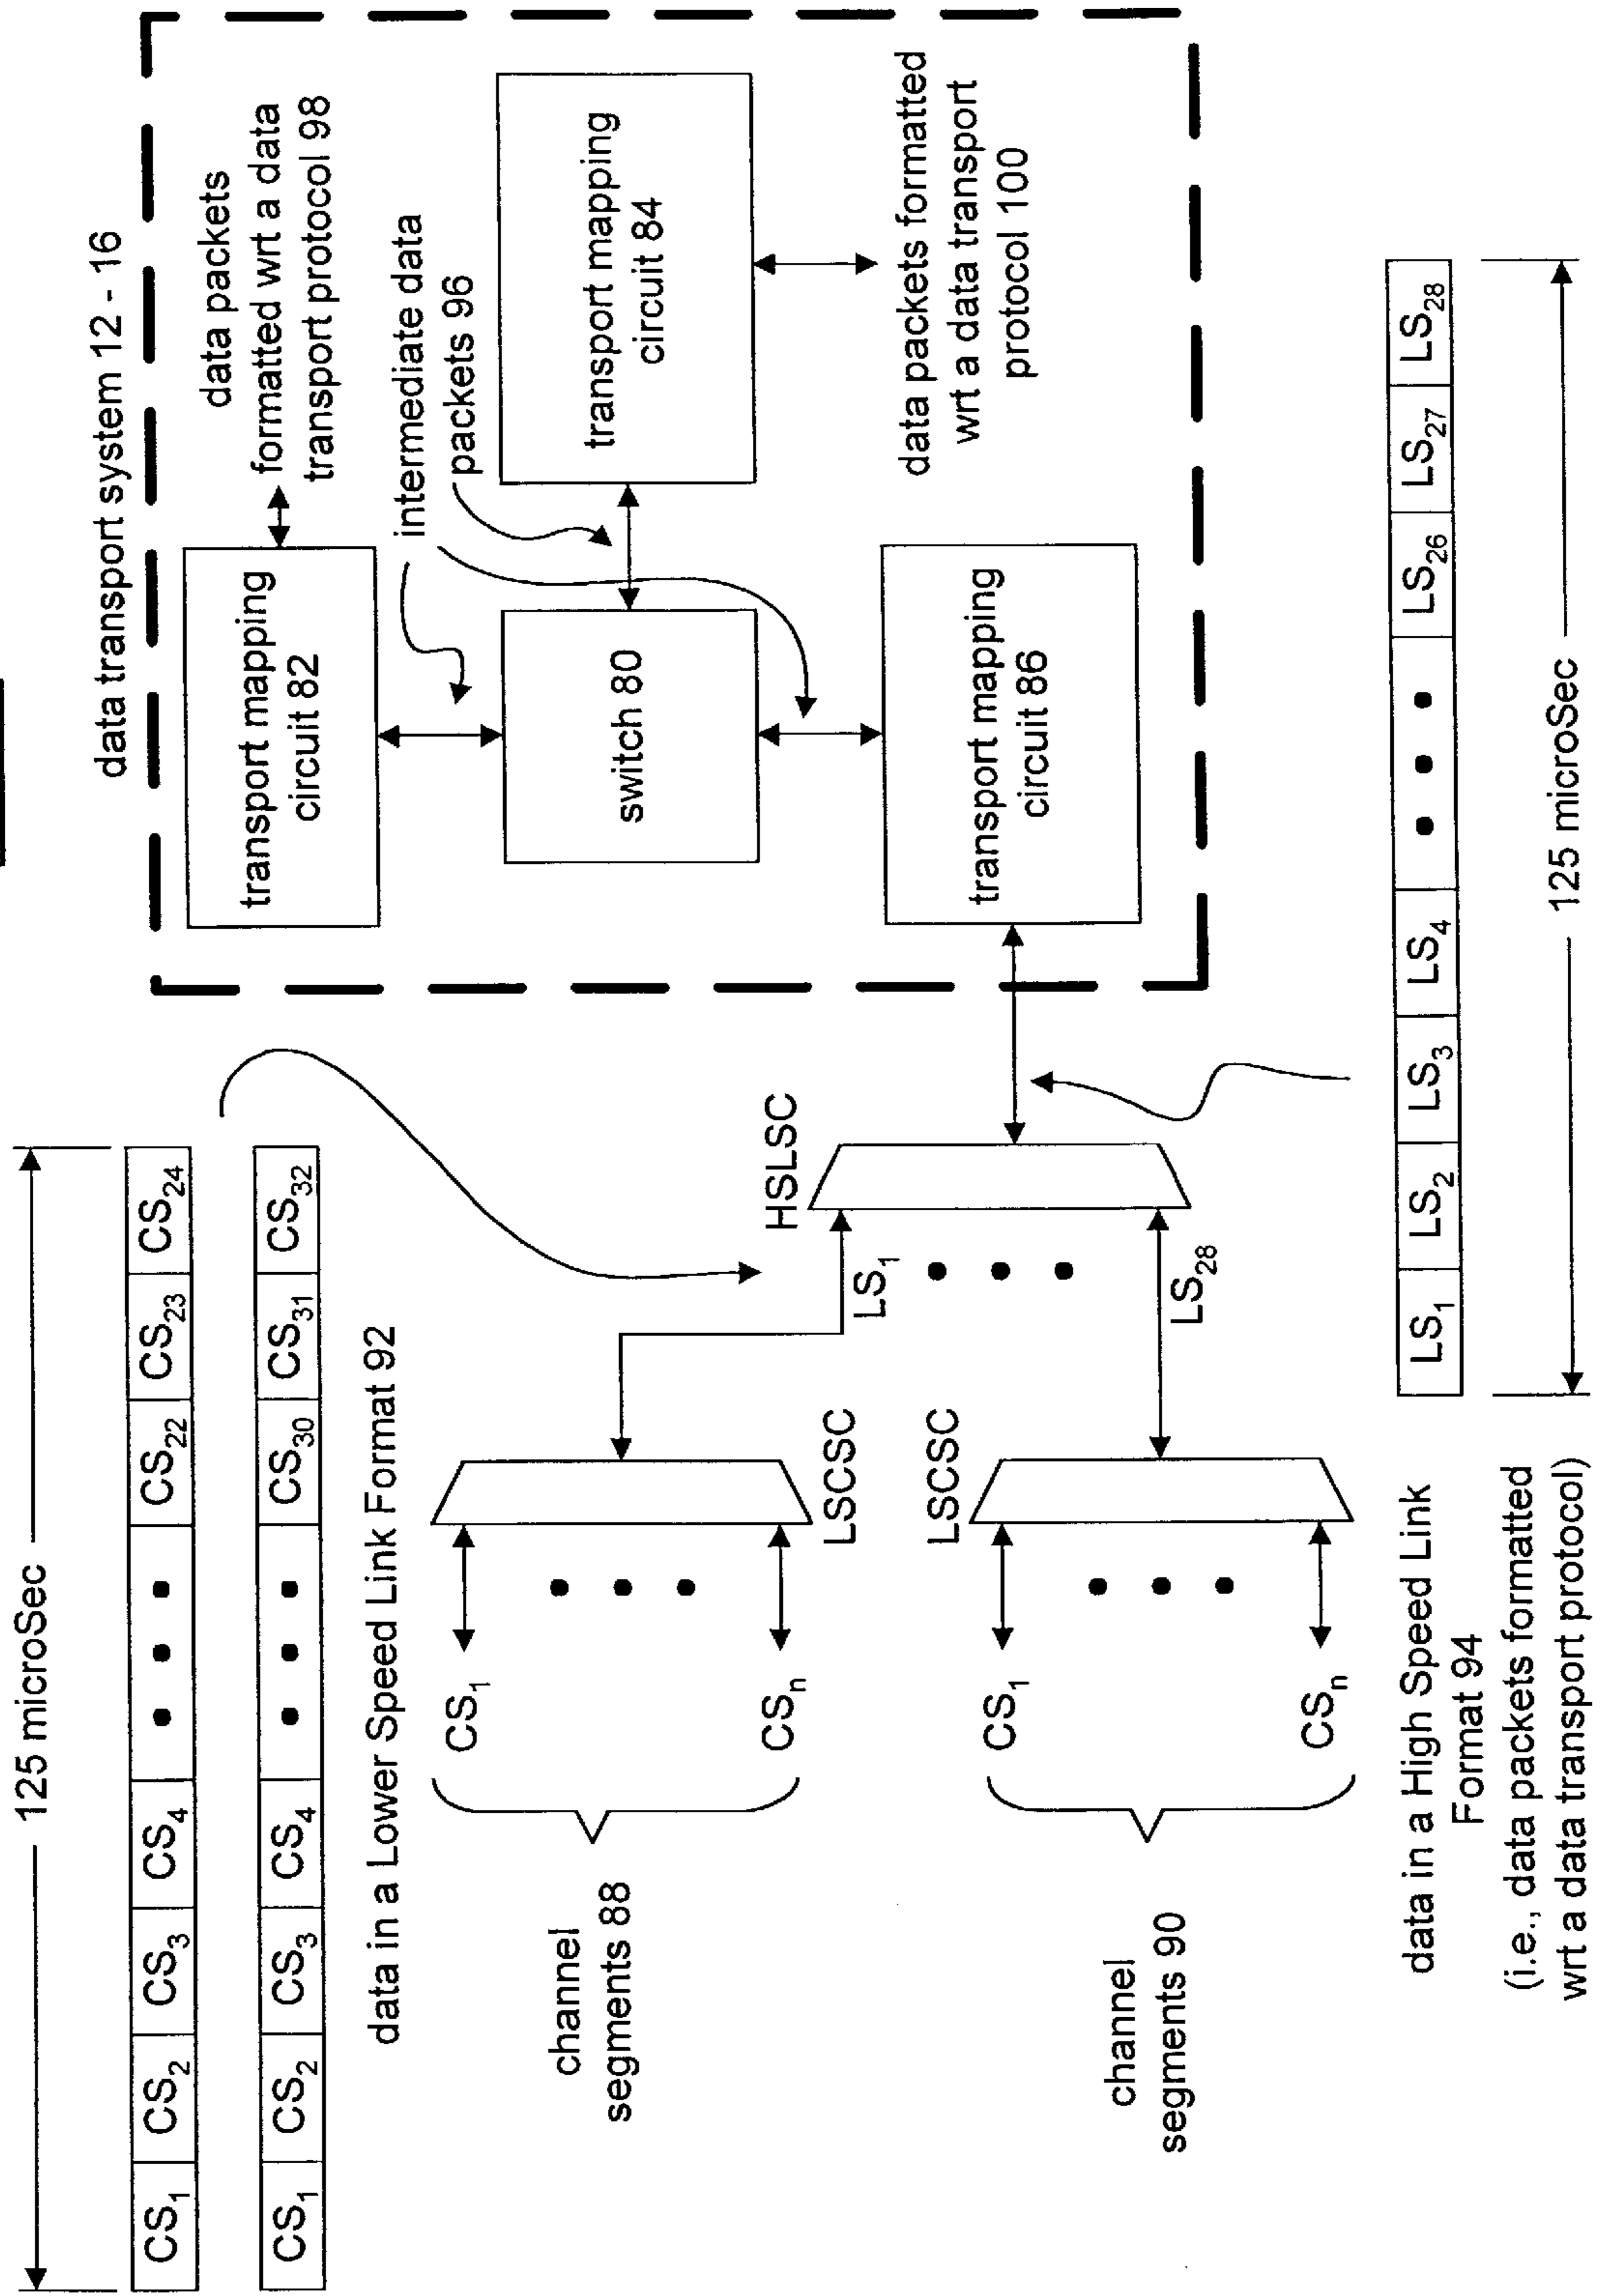 125 microSec
CS1 CS2 CS3 CS4 • • • CS22 CS23 CS24
CS1 CS2 CS3 CS4 • • • CS30 CS31 CS32
data in a Lower Speed Link Format 92
data transport system 12 - 16
transport mapping
circuit 82
data packets
formatted wrt a data
transport protocol 98
intermediate data
packets 96
switch 80
transport mapping
circuit 84
transport mapping
circuit 86
data packets formatted
wrt a data transport
protocol 100
channel
segments 88
CS1
CSn
LSCSC
LS1
HSLSC
channel
segments 90
CS1
CSn
LSCSC
LS28
data in a High Speed Link
Format 94
(i.e., data packets formatted
wrt a data transport protocol)
LS1 LS2 LS3 LS4 • • • LS26 LS27 LS28
125 microSec